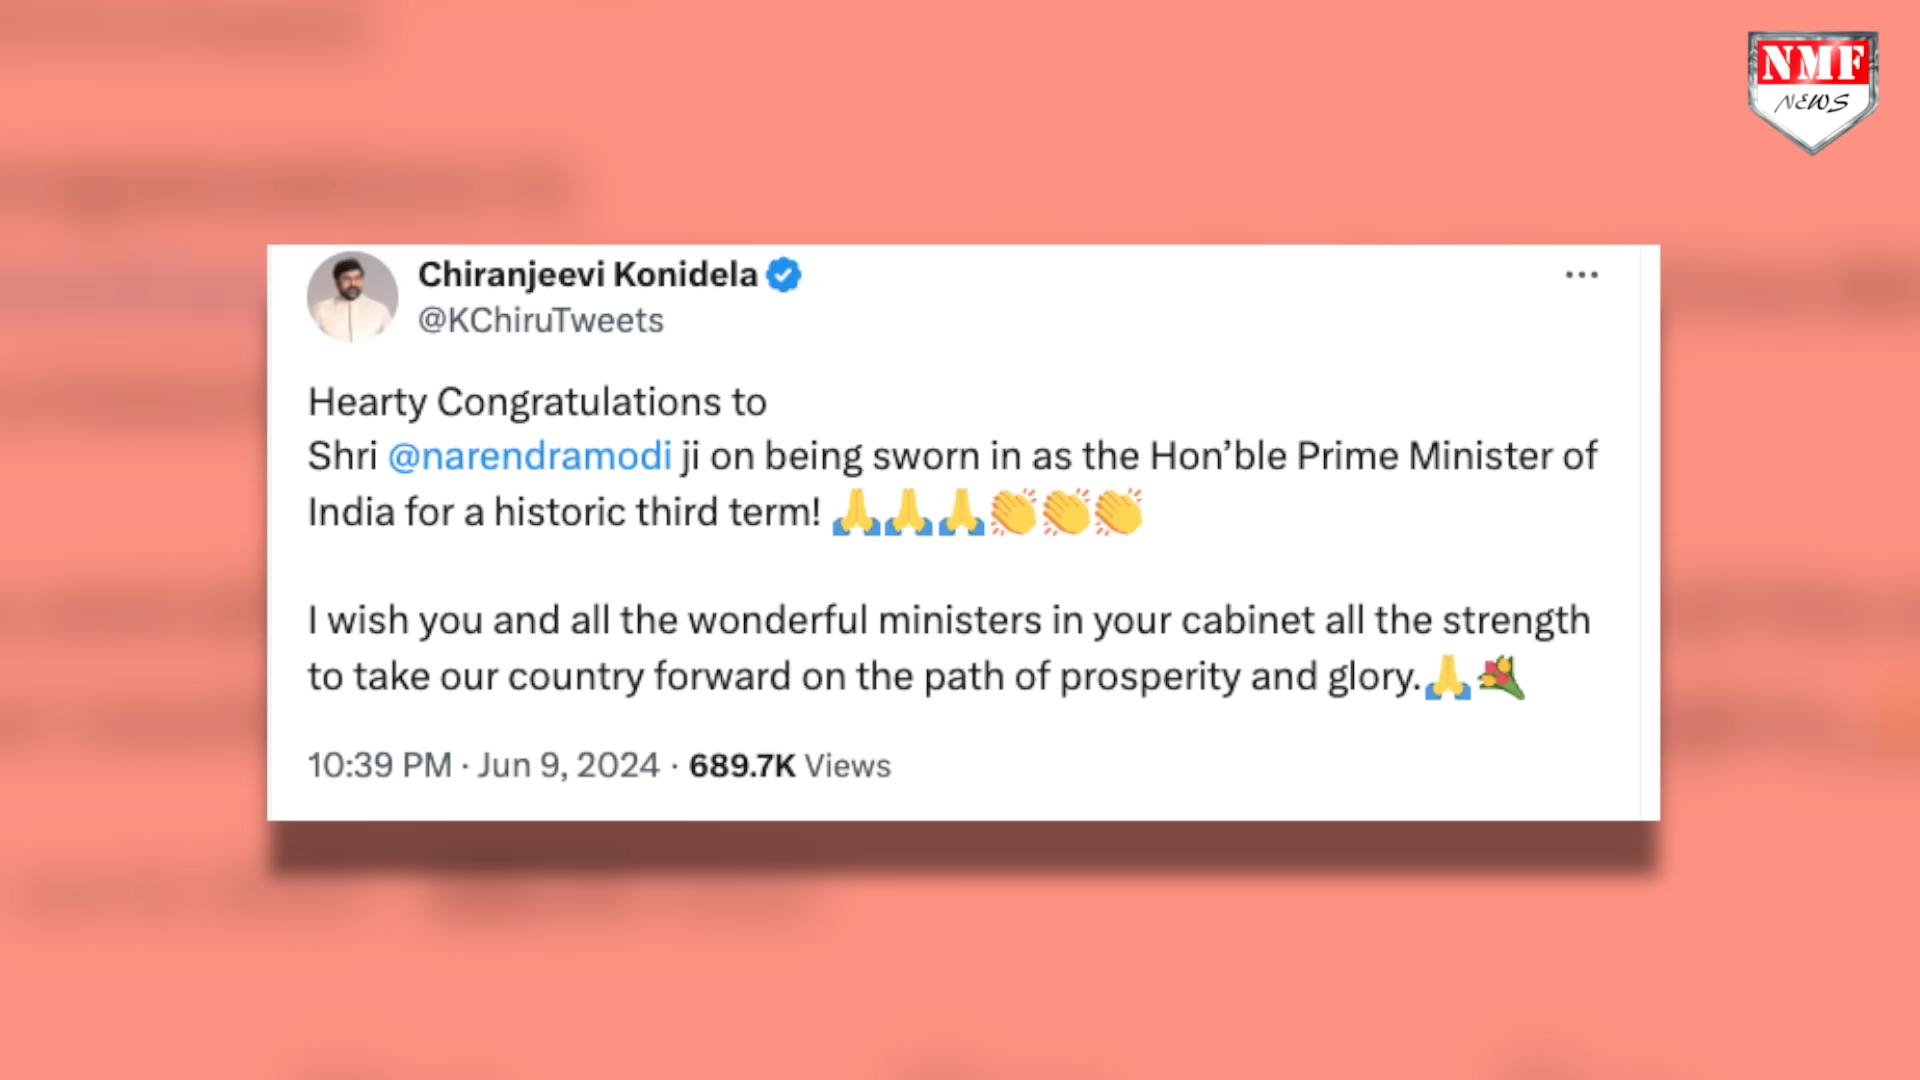 NMF
NEWS
Chiranjeevi Konidela
@KChiruTweets
Hearty Congratulations to
Shri @narendramodi ji on being sworn in as the Hon’ble Prime Minister of
India for a historic third term! 🙏🙏🙏👏👏👏
I wish you and all the wonderful ministers in your cabinet all the strength
to take our country forward on the path of prosperity and glory.🙏💐
10:39 PM · Jun 9, 2024 · 689.7K Views